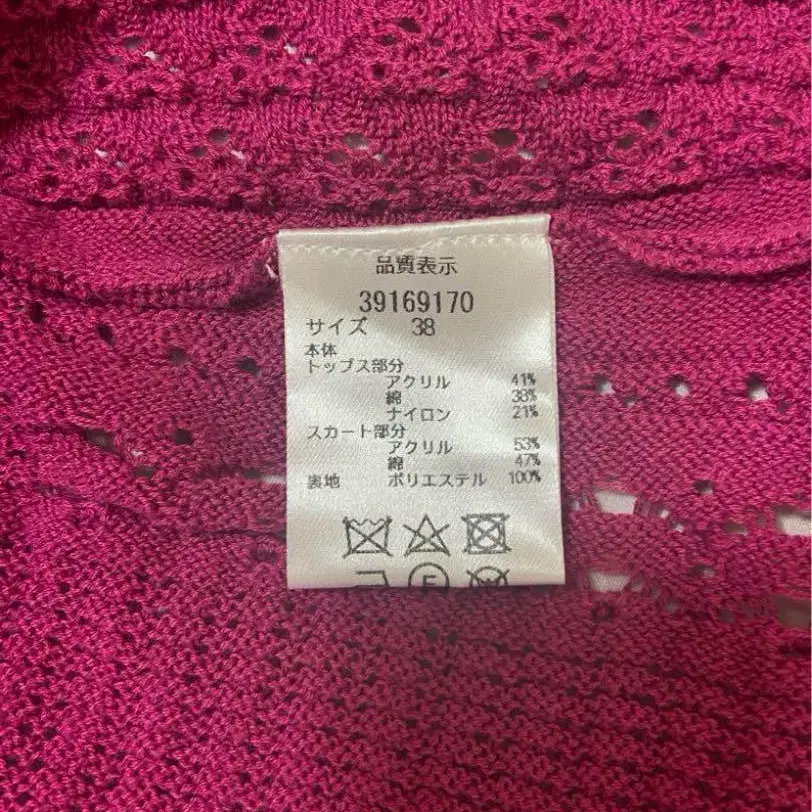 品質表示
39169170
サイズ 38
本体
トップス部分
アクリル 41%
綿 38%
ナイロン 21%
スカート部分
アクリル 53%
綿 47%
裏地 ポリエステル 100%
F